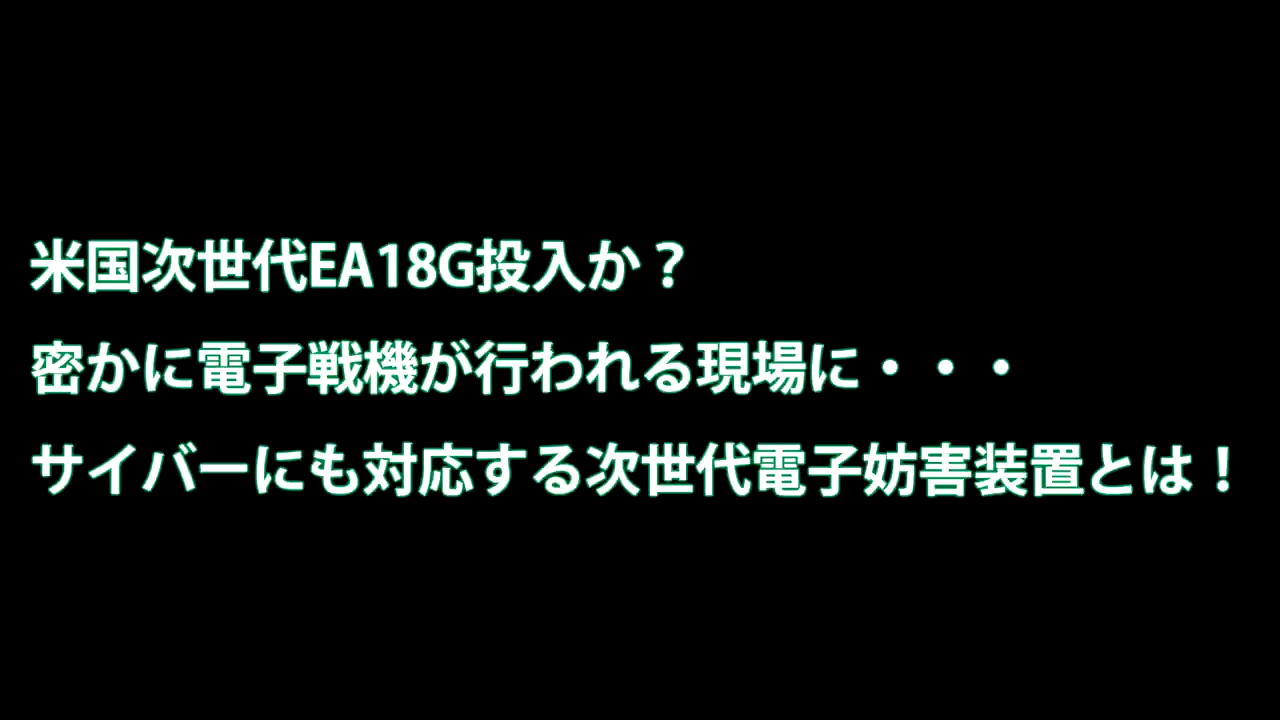 米国次世代EA18G投入か？
密かに電子戦機が行われる現場に・・・
サイバーにも対応する次世代電子妨害装置とは！